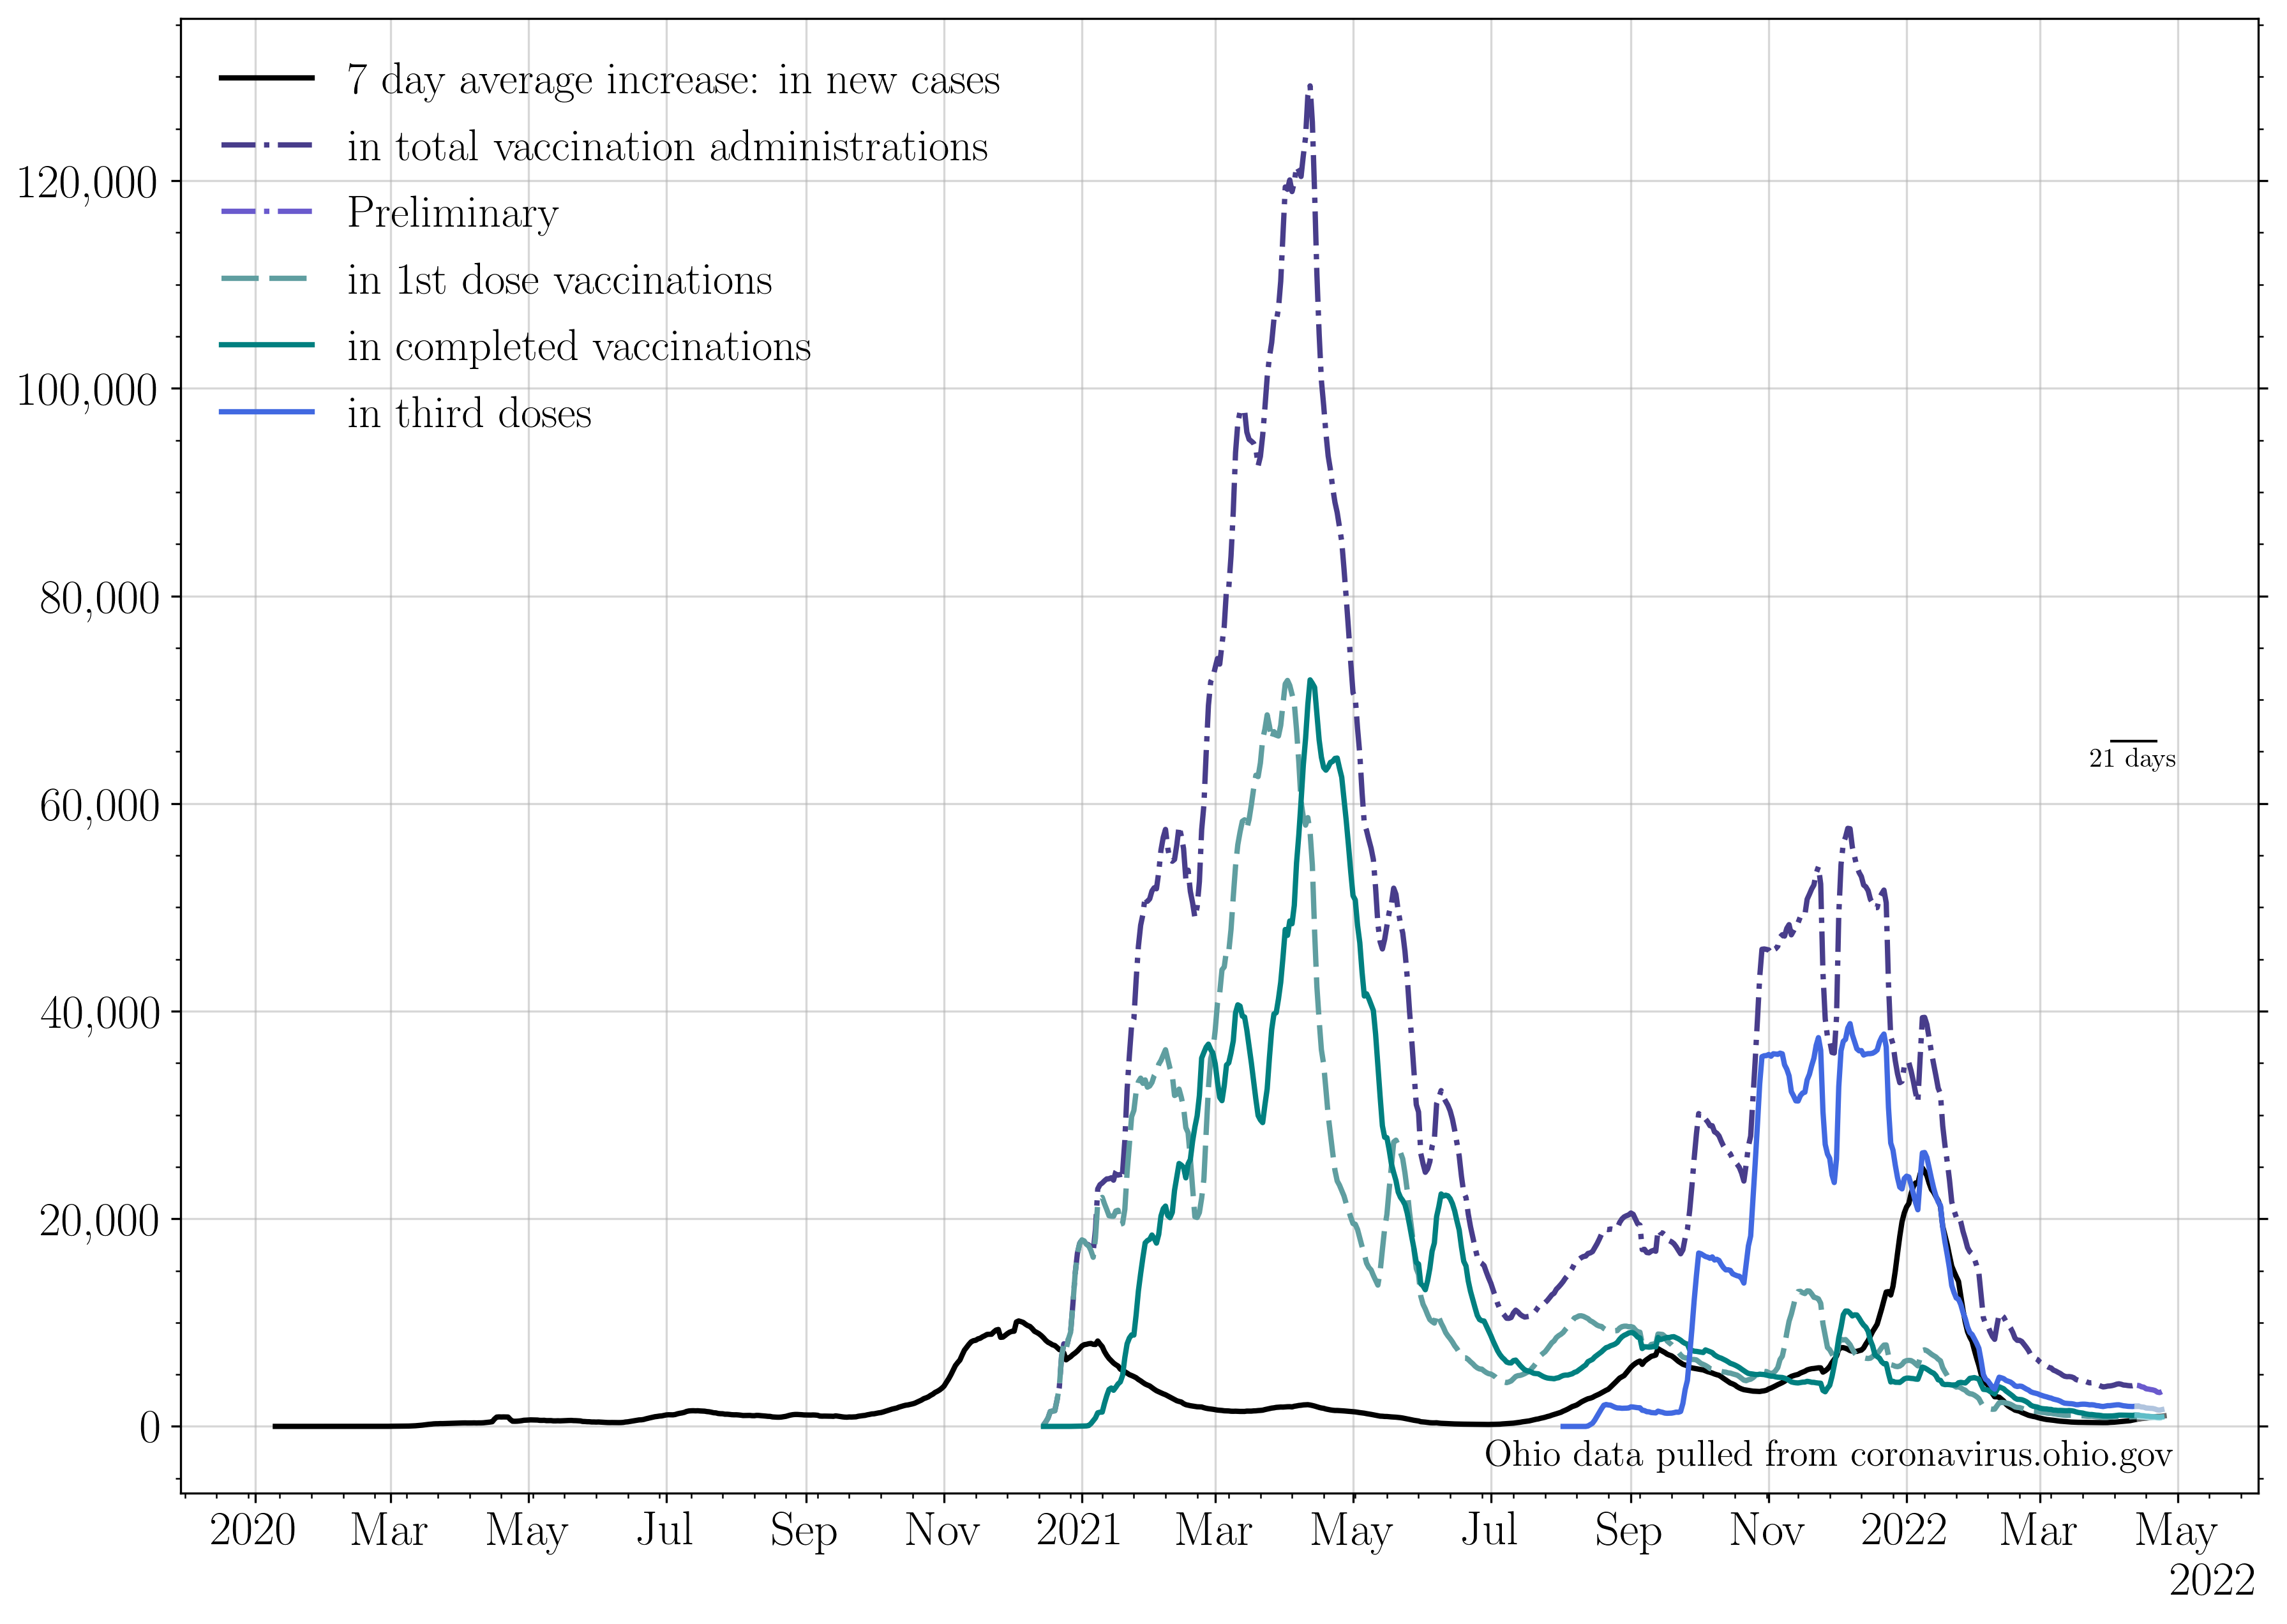 7 day average increase: in new cases
in total vaccination administrations
Preliminary
in 1st dose vaccinations
in completed vaccinations
in third doses
120,000
100,000
80,000
60,000
40,000
20,000
0
21 days
Ohio data pulled from coronavirus.ohio.gov
2020 Mar May Jul Sep Nov 2021 Mar May Jul Sep Nov 2022 Mar May
2022